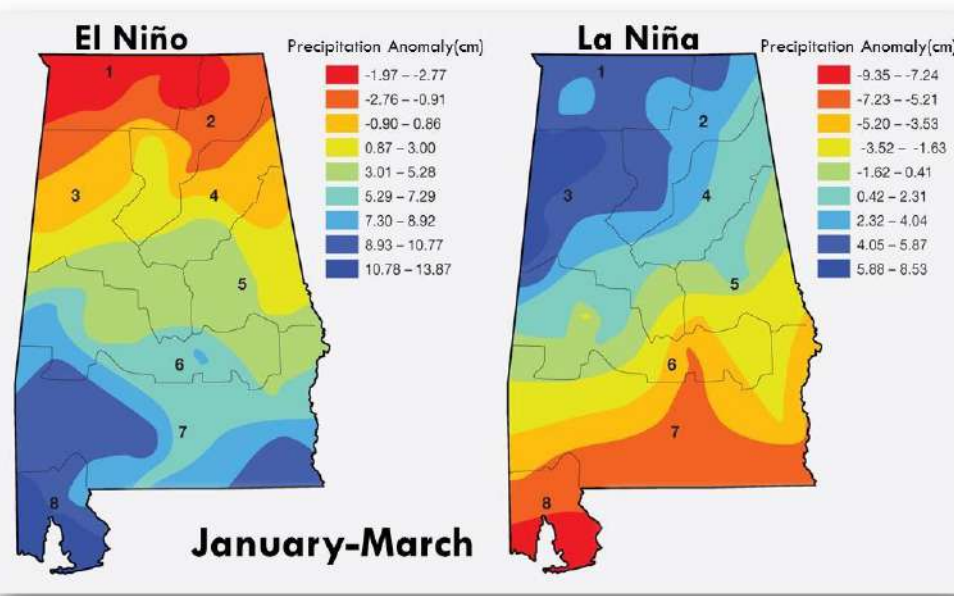 El Niño
Precipitation Anomaly(cm)
-1.97 – -2.77
-2.76 – -0.91
-0.90 – 0.86
0.87 – 3.00
3.01 – 5.28
5.29 – 7.29
7.30 – 8.92
8.93 – 10.77
10.78 – 13.87
1
2
3
4
5
6
7
8
La Niña
Precipitation Anomaly(cm)
-9.35 – -7.24
-7.23 – -5.21
-5.20 – -3.53
-3.52 – -1.63
-1.62 – 0.41
0.42 – 2.31
2.32 – 4.04
4.05 – 5.87
5.88 – 8.53
1
2
3
4
5
6
7
8
January-March